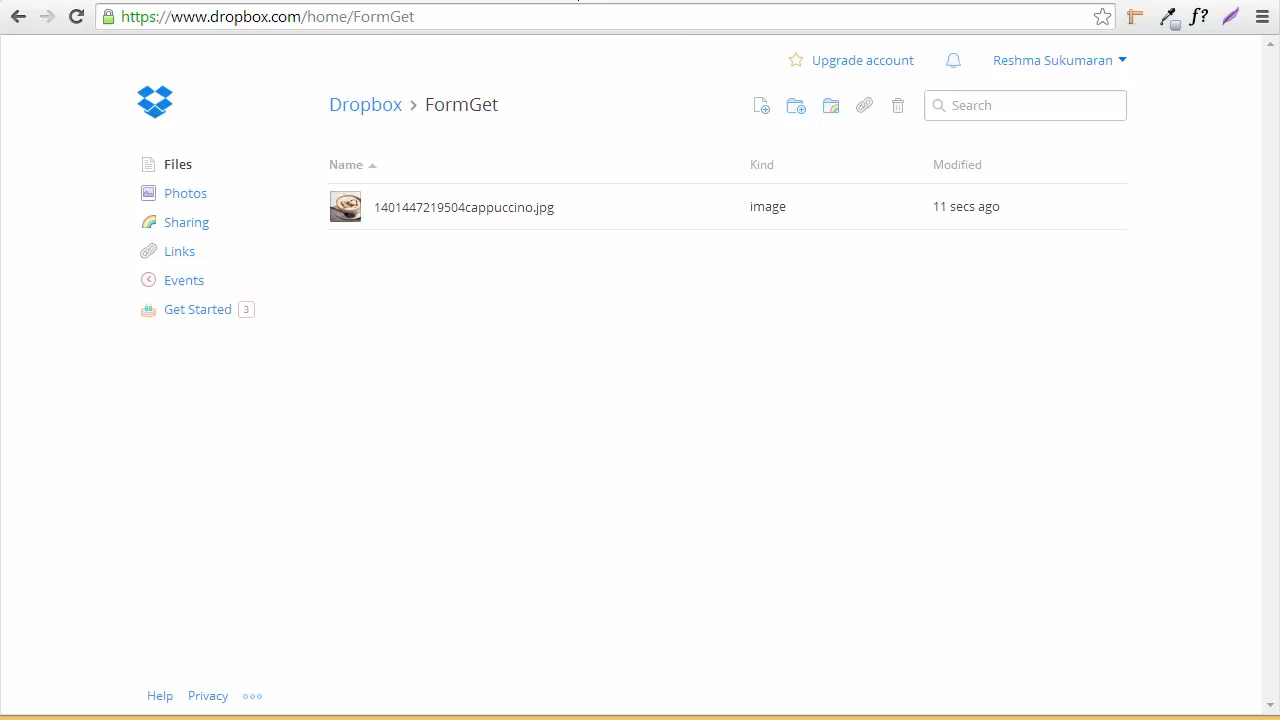 https://www.dropbox.com/home/FormGet
f?
Upgrade account
Reshma Sukumaran
Dropbox > FormGet
Search
Files
Photos
Sharing
Links
Events
Get Started 3
Name Kind Modified
1401447219504cappuccino.jpg image 11 secs ago
Help Privacy